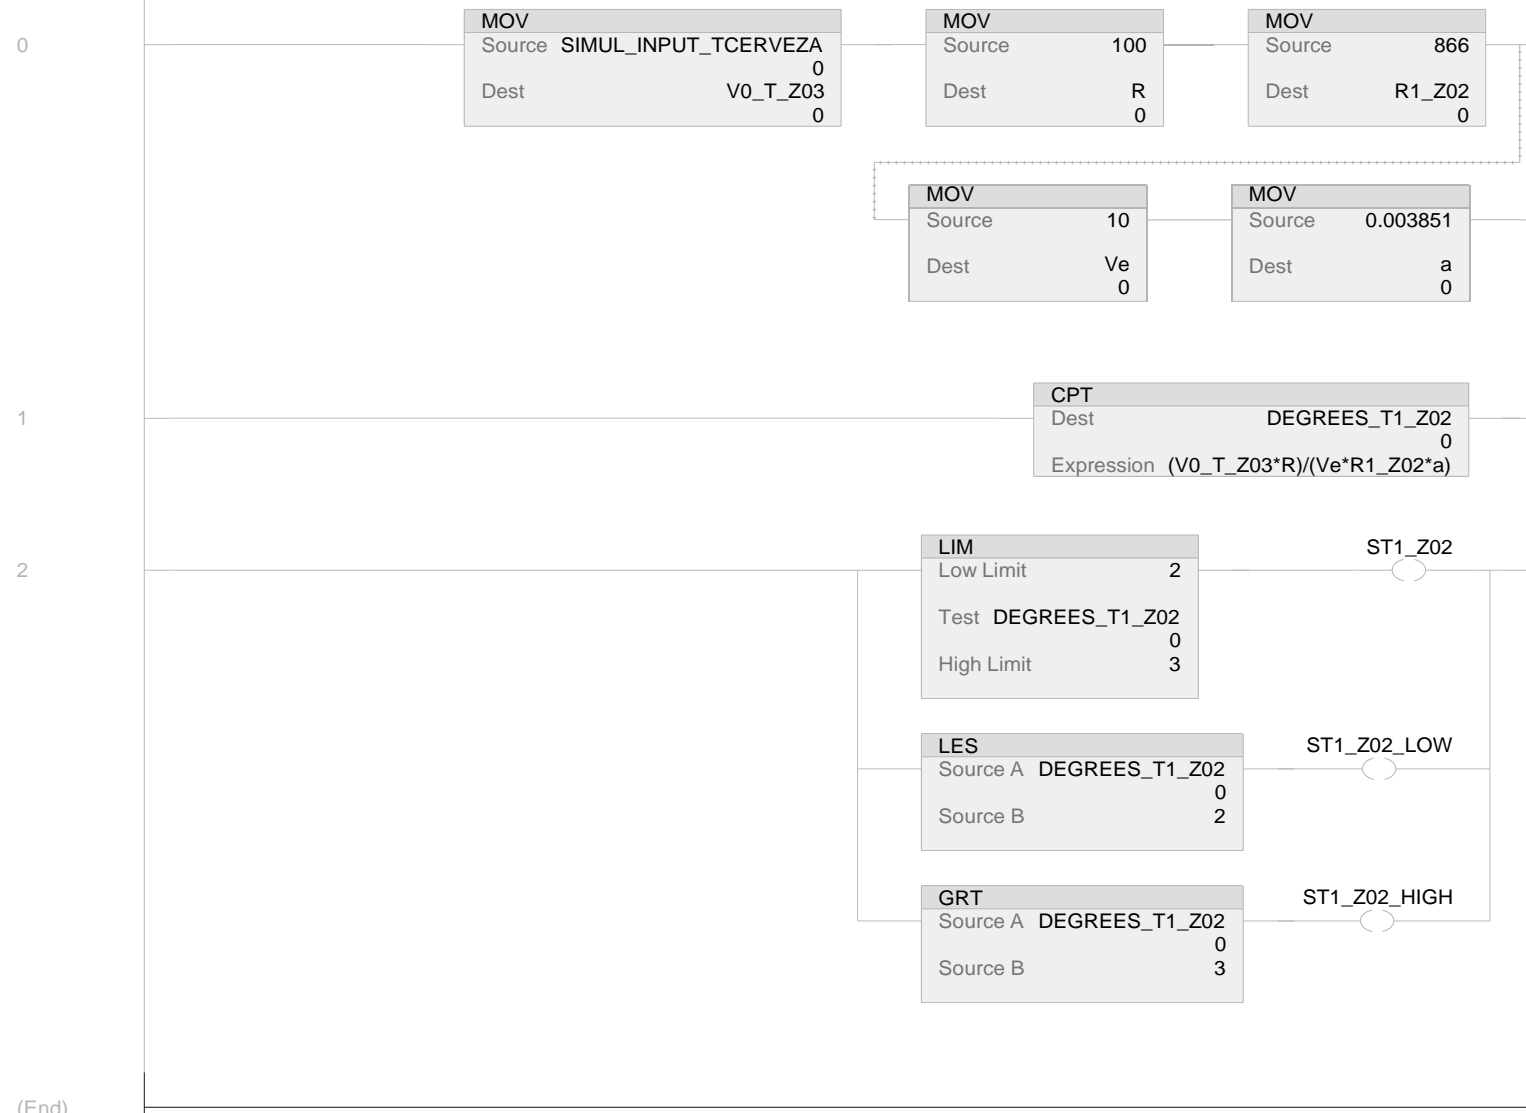 0
MOV
Source SIMUL_INPUT_TCERVEZA
0
Dest V0_T_Z03
0
MOV
Source 100
Dest R
0
MOV
Source 866
Dest R1_Z02
0
MOV
Source 10
Dest Ve
0
MOV
Source 0.003851
Dest a
0
1
CPT
Dest DEGREES_T1_Z02
0
Expression (V0_T_Z03*R)/(Ve*R1_Z02*a)
2
LIM
Low Limit 2
Test DEGREES_T1_Z02
0
High Limit 3
ST1_Z02
LES
Source A DEGREES_T1_Z02
0
Source B 2
ST1_Z02_LOW
GRT
Source A DEGREES_T1_Z02
0
Source B 3
ST1_Z02_HIGH
(End)